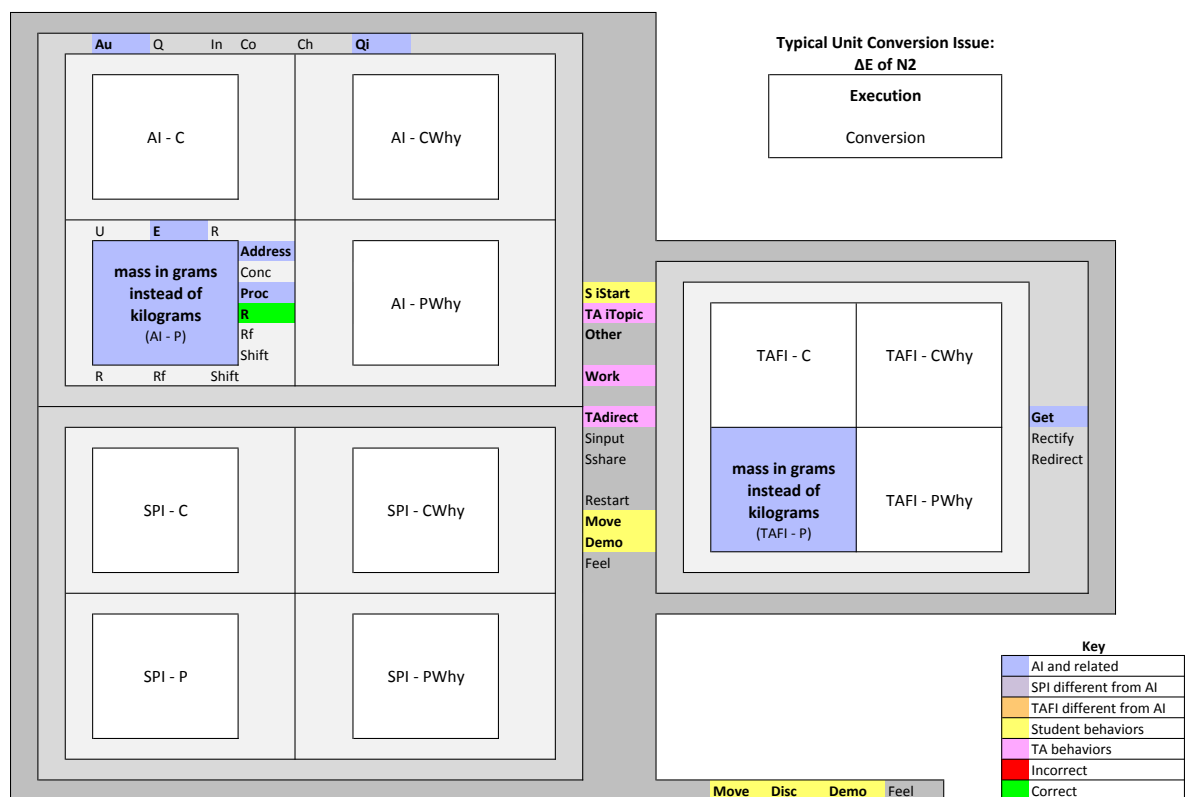 Au Q In Co Ch Qi
Typical Unit Conversion Issue:
ΔE of N2
Execution
Conversion
AI - C
AI - CWhy
U E R
mass in grams
instead of
kilograms
(AI - P)
Address
Conc
Proc
R
Rf
Shift
R Rf Shift
AI - PWhy
S iStart
TA iTopic
Other
Work
TAdirect
Sinput
Sshare
Restart
Move
Demo
Feel
TAFI - C
TAFI - CWhy
mass in grams
instead of
kilograms
(TAFI - P)
TAFI - PWhy
Get
Rectify
Redirect
SPI - C
SPI - CWhy
SPI - P
SPI - PWhy
Key
AI and related
SPI different from AI
TAFI different from AI
Student behaviors
TA behaviors
Incorrect
Correct
Move Disc Demo Feel